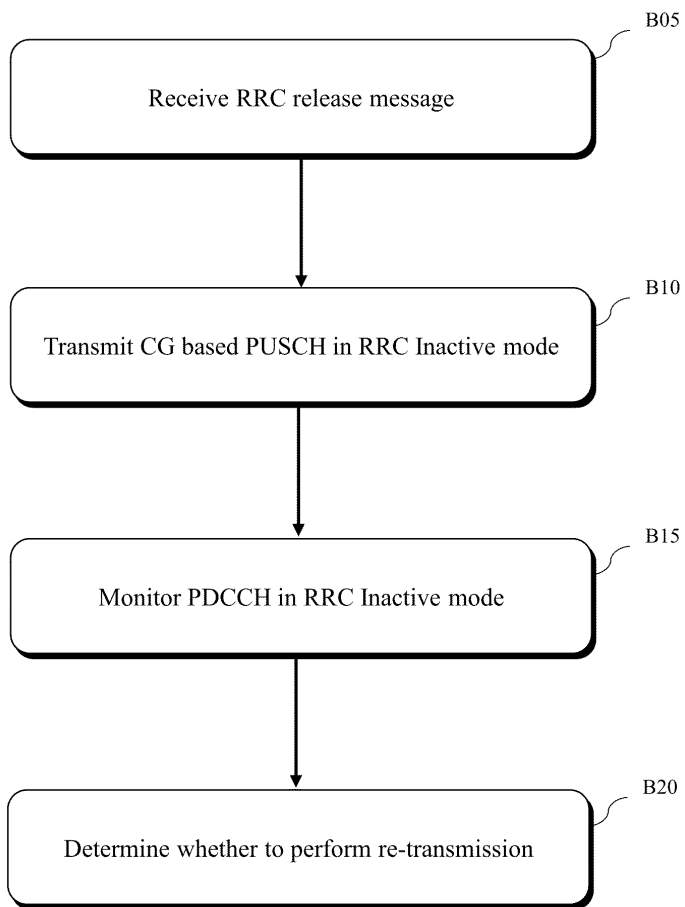 B05
Receive RRC release message
B10
Transmit CG based PUSCH in RRC Inactive mode
B15
Monitor PDCCH in RRC Inactive mode
B20
Determine whether to perform re-transmission